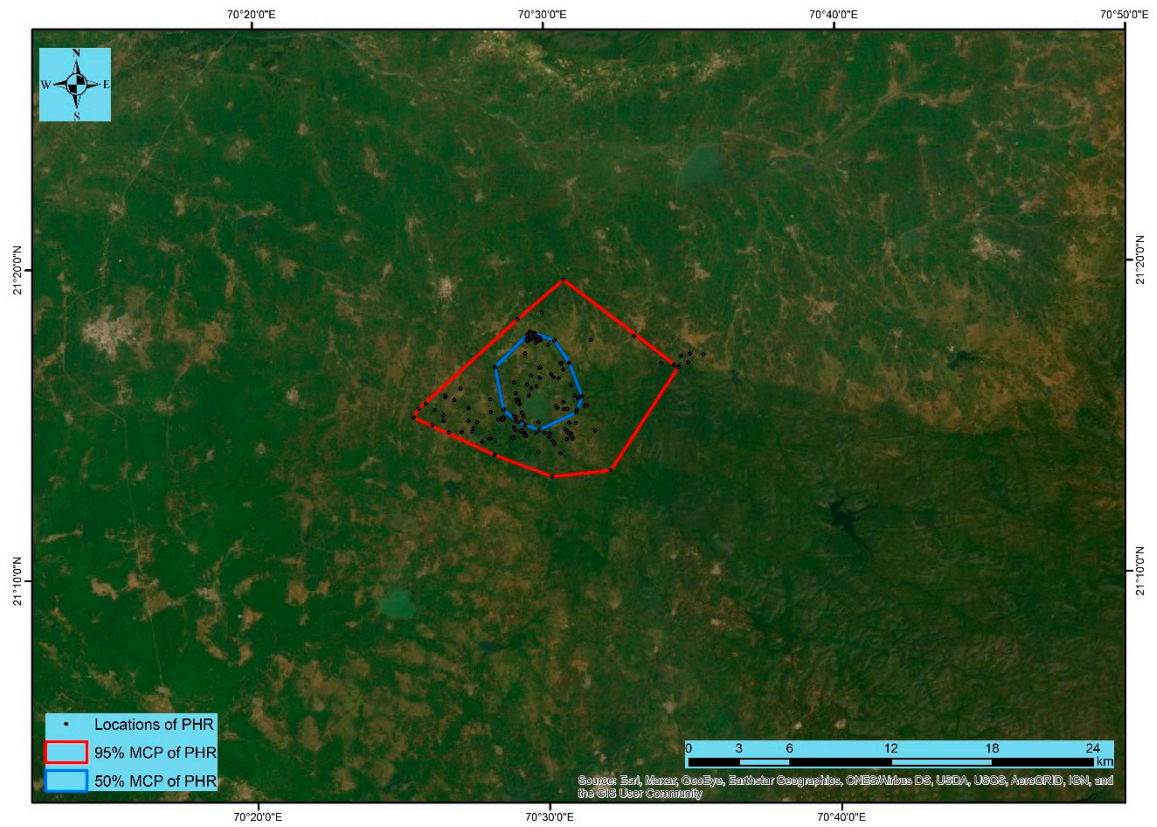 70°20'0"E 70°30'0"E 70°40'0"E 70°50'0"E
N
W E
S
21°20'0"N 21°20'0"N
21°10'0"N 21°10'0"N
Locations of PHR
95% MCP of PHR
50% MCP of PHR
0 3 6 12 18 24
km
Source: Esri, Maxar, GeoEye, Earthstar Geographics, CNES/Airbus DS, USDA, USGS, AeroGRID, IGN, and
the GIS User Community
70°20'0"E 70°30'0"E 70°40'0"E